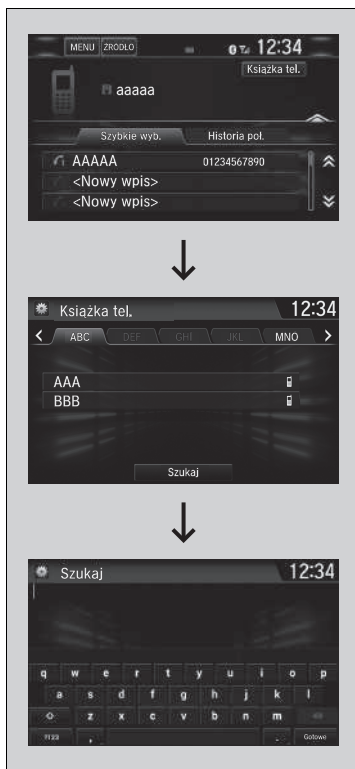 MENU ŹRÓDŁO 12:34
Książka tel.
aaaaa
Szybkie wyb. Historia poł.
AAAAA 01234567890
<Nowy wpis>
<Nowy wpis>
Książka tel. 12:34
ABC DEF GHI JKL MNO
AAA
BBB
Szukaj
Szukaj 12:34
q w e r t y u i o p
a s d f g h j k l
z x c v b n m
?!123 , . Gotowe